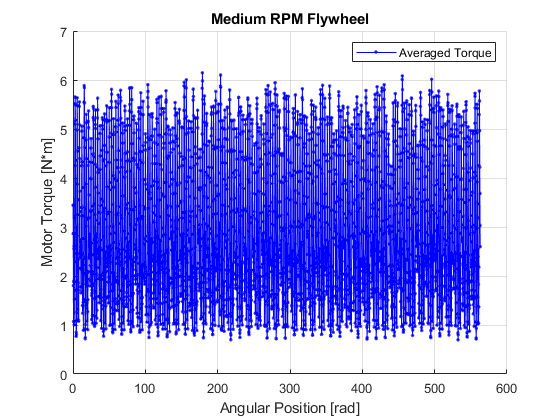 Medium RPM Flywheel
Averaged Torque
Motor Torque [N*m]
7
6
5
4
3
2
1
0
0 100 200 300 400 500 600
Angular Position [rad]